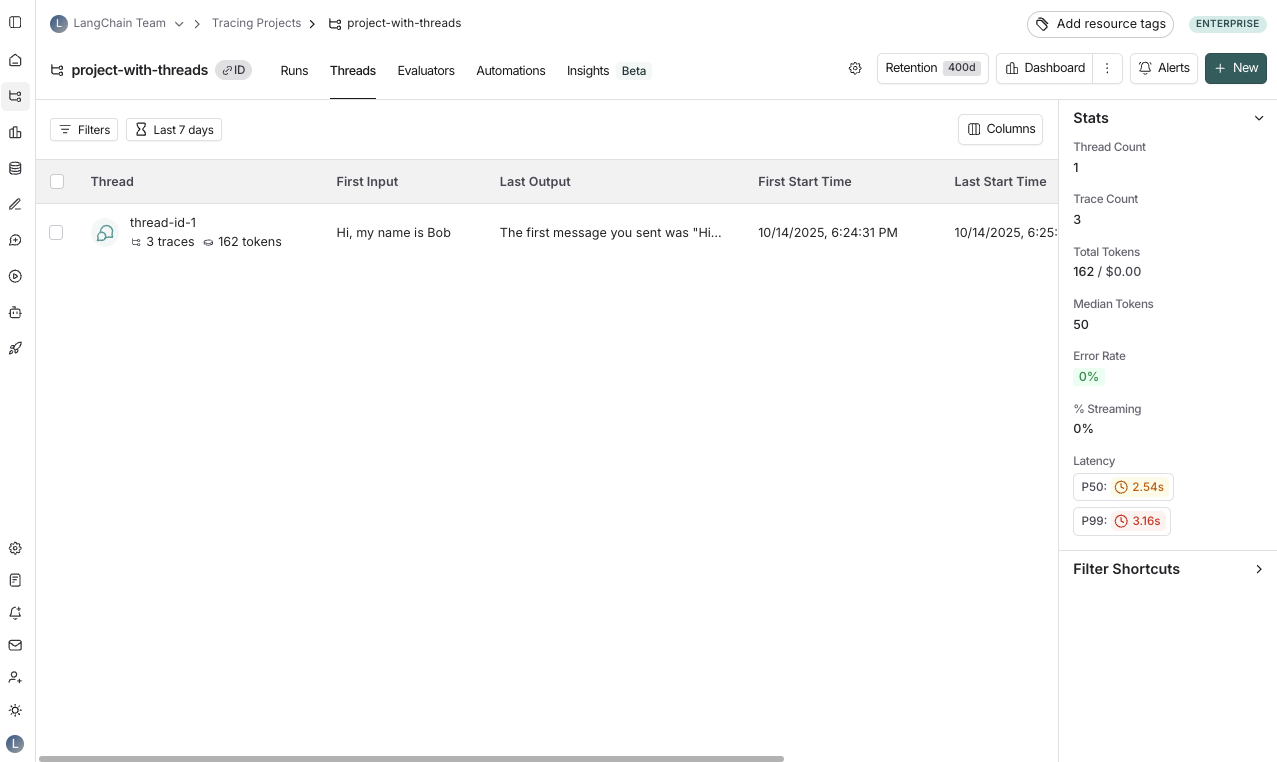 L LangChain Team Tracing Projects project-with-threads Add resource tags ENTERPRISE
project-with-threads ID Runs Threads Evaluators Automations Insights Beta Retention 400d Dashboard Alerts New
Filters Last 7 days Columns
Thread First Input Last Output First Start Time Last Start Time
thread-id-1
3 traces 162 tokens
Hi, my name is Bob
The first message you sent was "Hi...
10/14/2025, 6:24:31 PM
10/14/2025, 6:25:
Stats
Thread Count
1
Trace Count
3
Total Tokens
162 / $0.00
Median Tokens
50
Error Rate
0%
% Streaming
0%
Latency
P50: 2.54s
P99: 3.16s
Filter Shortcuts
L